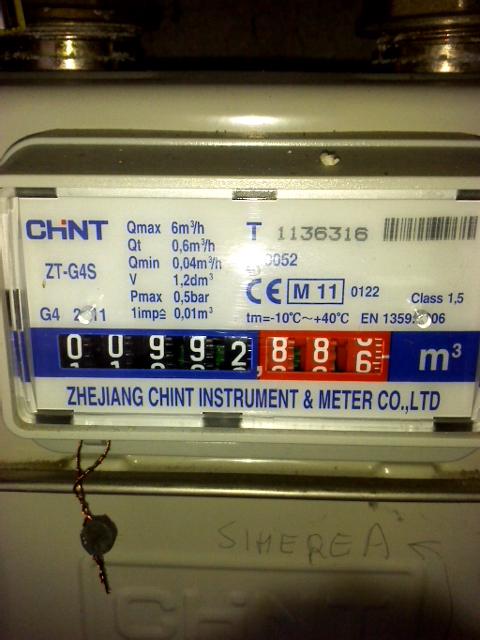 CHINT
ZT-G4S
G4
Qmax 6m³/h
Qt 0,6m³/h
Qmin 0,04m³/h
V 1,2dm³
Pmax 0,5bar
1imp≙ 0,01m³
T 1136316
CE M 11 0122
Class 1,5
tm=-10°C~+40°C
00992,886 m³
ZHEJIANG CHINT INSTRUMENT & METER CO.,LTD
SIHEREA
CHINT